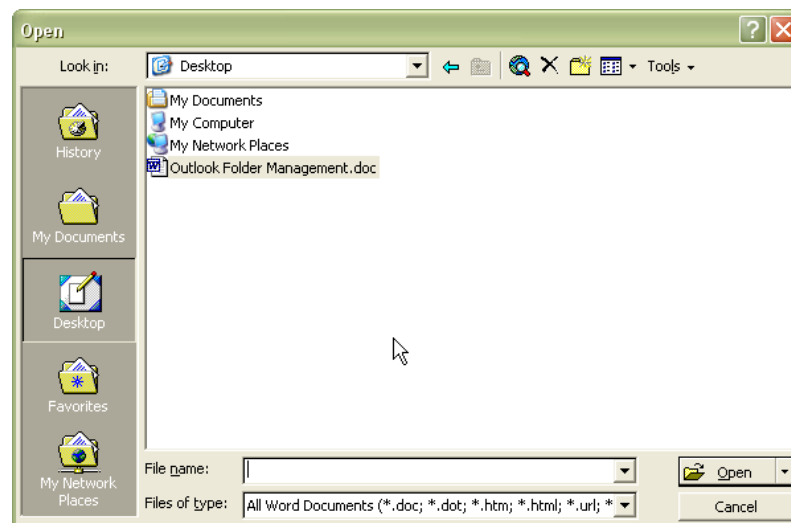 Open
Look in: Desktop Tools
My Documents
My Computer
My Network Places
Outlook Folder Management.doc
History
My Documents
Desktop
Favorites
My Network
Places
File name: Open
Files of type: All Word Documents (*.doc; *.dot; *.htm; *.html; *.url; * Cancel